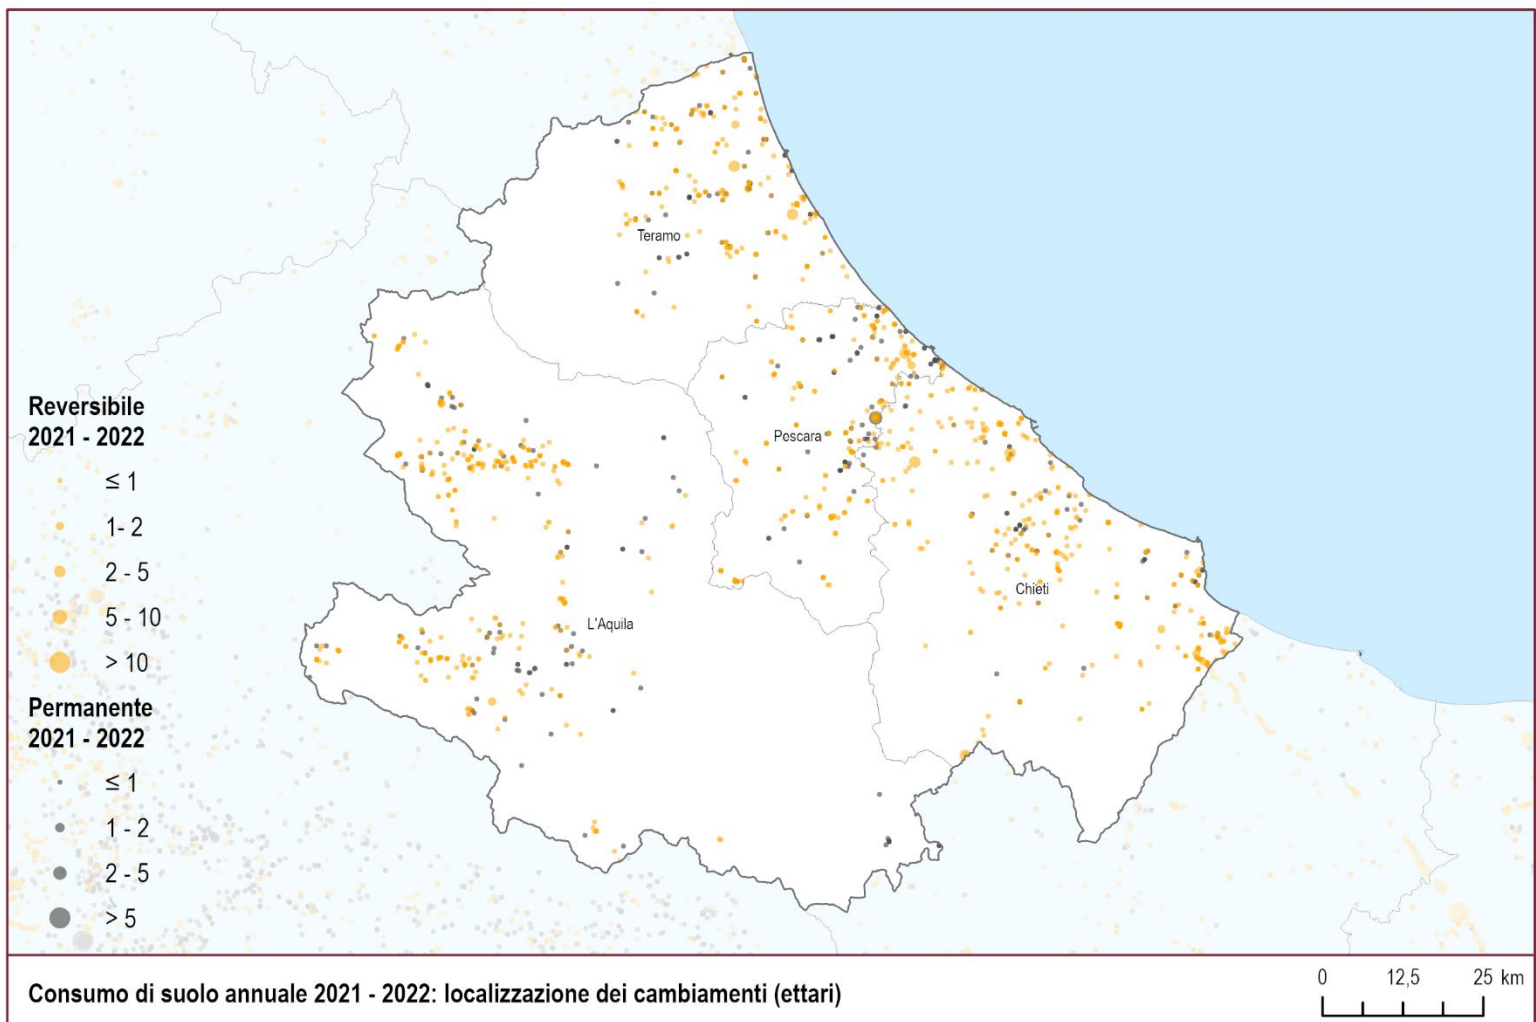 Teramo
Pescara
Chieti
L'Aquila
Reversibile
2021 - 2022
≤ 1
1- 2
2 - 5
5 - 10
> 10
Permanente
2021 - 2022
≤ 1
1 - 2
2 - 5
> 5
Consumo di suolo annuale 2021 - 2022: localizzazione dei cambiamenti (ettari)
0 12,5 25 km